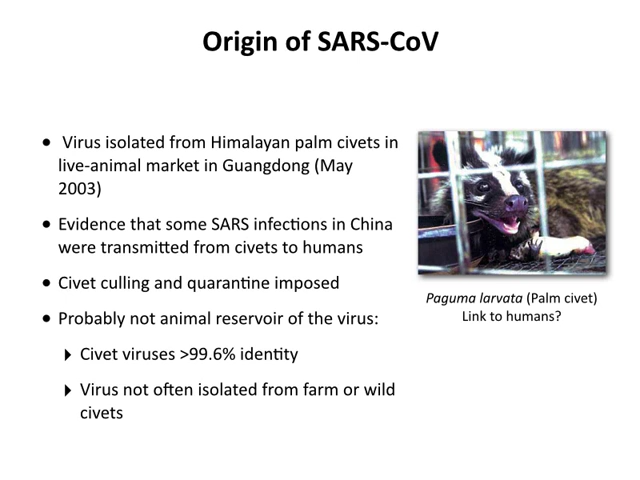 Origin of SARS-CoV
• Virus isolated from Himalayan palm civets in
live-animal market in Guangdong (May
2003)
• Evidence that some SARS infections in China
were transmitted from civets to humans
• Civet culling and quarantine imposed
• Probably not animal reservoir of the virus:
‣ Civet viruses >99.6% identity
‣ Virus not often isolated from farm or wild
civets
Paguma larvata (Palm civet)
Link to humans?